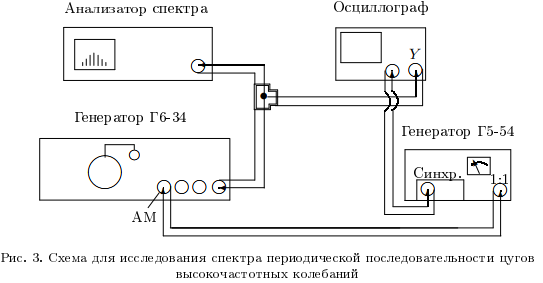 Анализатор спектра
Осциллограф
Y
Генератор Г6-34
Генератор Г5-54
Синхр.
1:1
АМ
Рис. 3. Схема для исследования спектра периодической последовательности цугов
высокочастотных колебаний